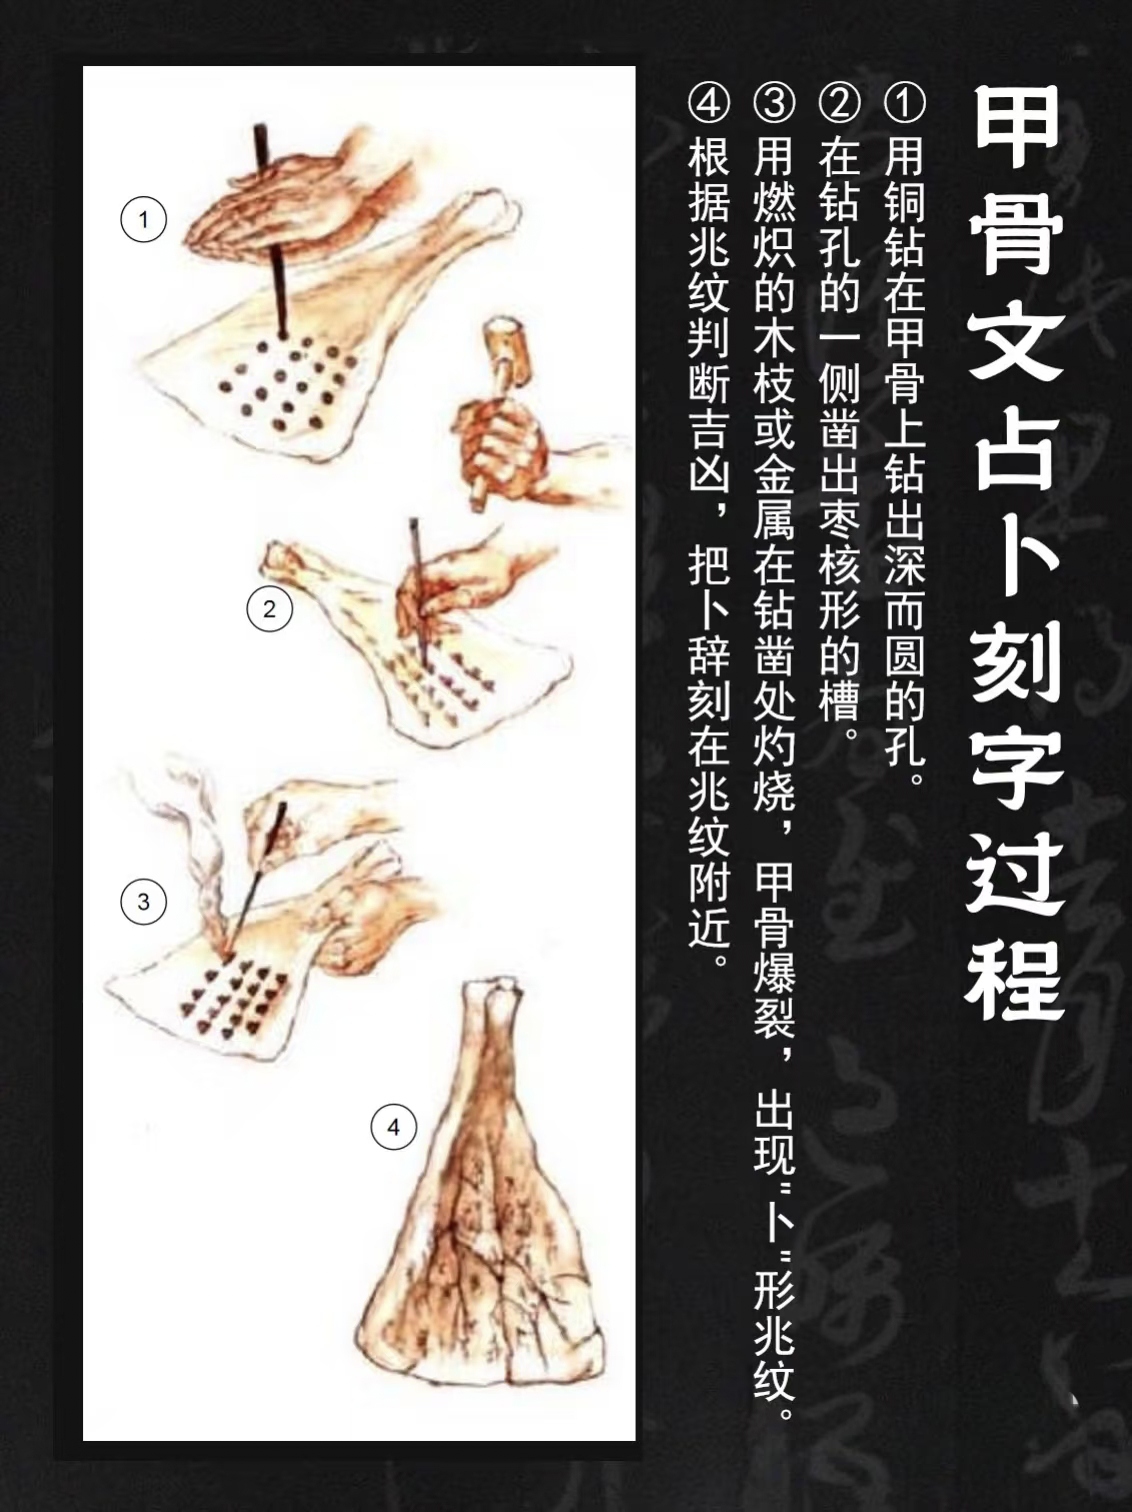 甲骨文占卜刻字过程
①用铜钻在甲骨上钻出深而圆的孔。
②在钻孔的一侧凿出枣核形的槽。
③用燃炽的木枝或金属在钻凿处灼烧，甲骨爆裂，出现"卜"形兆纹。
④根据兆纹判断吉凶，把卜辞刻在兆纹附近。
1
2
3
4